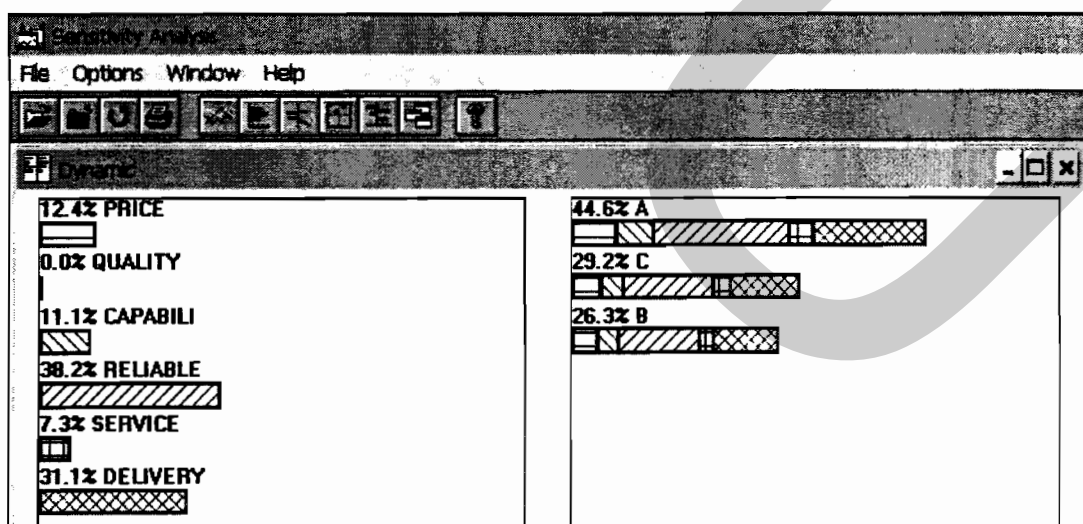 Sensitivity Analysis
File Options Window Help
Dynamic
12.4% PRICE
0.0% QUALITY
11.1% CAPABILI
38.2% RELIABLE
7.3% SERVICE
31.1% DELIVERY
44.6% A
29.2% C
26.3% B